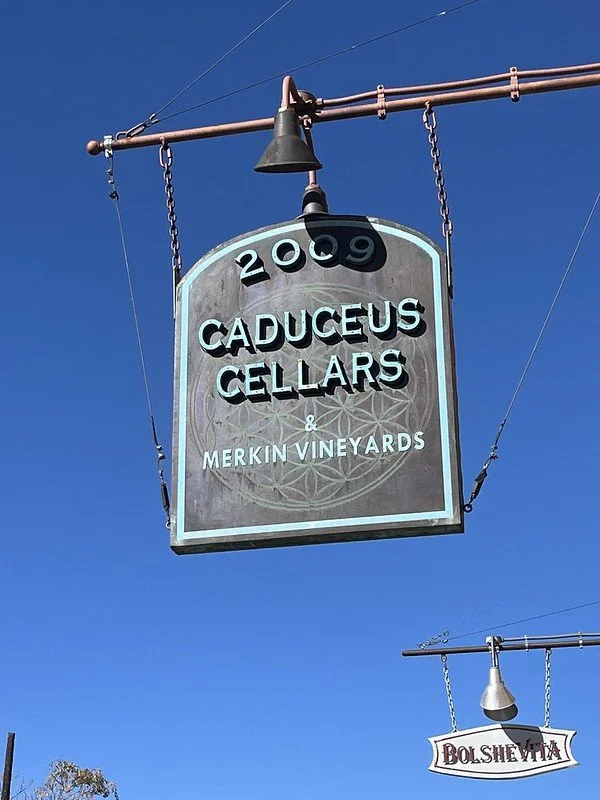 2009
CADUCEUS
CELLARS
&
MERKIN VINEYARDS
BOLSHEVITA